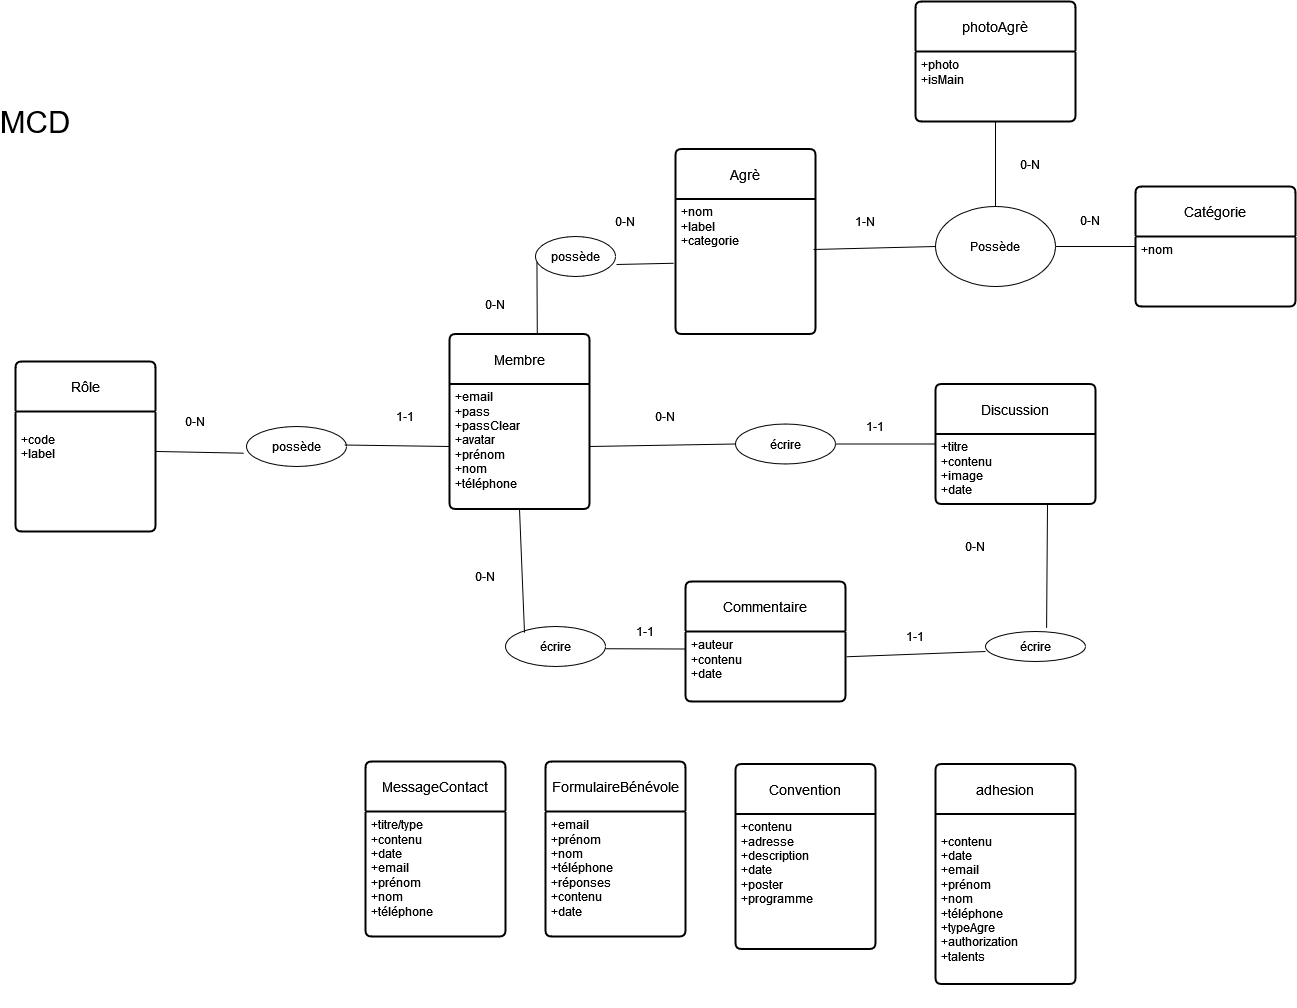 photoAgrè
+photo
+isMain
MCD
0-N
Agrè
+nom
+label
+categorie
0-N
possède
1-N
Possède
0-N
Catégorie
+nom
0-N
Membre
+email
+pass
+passClear
+avatar
+prénom
+nom
+téléphone
Rôle
+code
+label
0-N
possède
1-1
0-N
écrire
1-1
Discussion
+titre
+contenu
+image
+date
0-N
0-N
écrire
1-1
Commentaire
+auteur
+contenu
+date
1-1
écrire
MessageContact
+titre/type
+contenu
+date
+email
+prénom
+nom
+téléphone
FormulaireBénévole
+email
+prénom
+nom
+téléphone
+réponses
+contenu
+date
Convention
+contenu
+adresse
+description
+date
+poster
+programme
adhesion
+contenu
+date
+email
+prénom
+nom
+téléphone
+typeAgre
+authorization
+talents